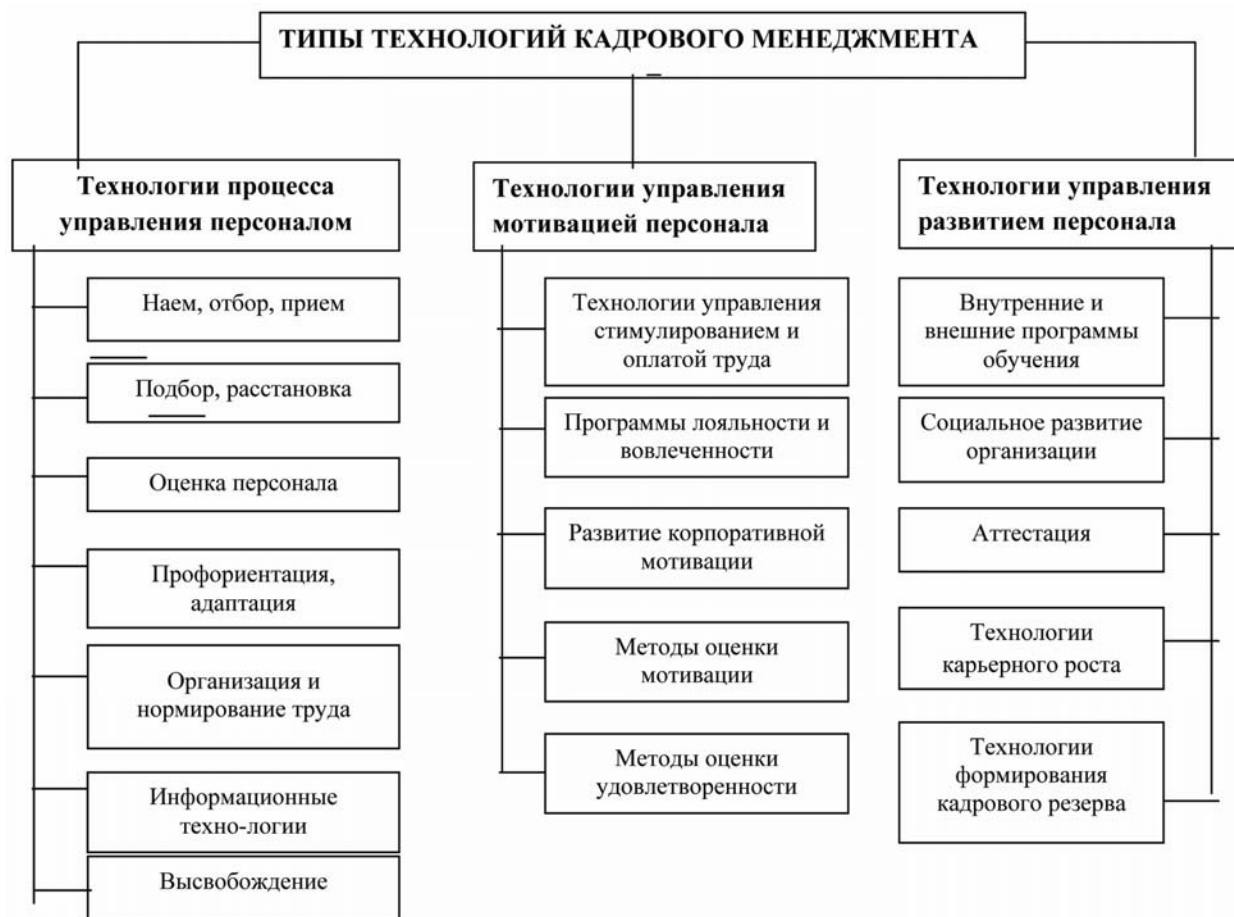 ТИПЫ ТЕХНОЛОГИЙ КАДРОВОГО МЕНЕДЖМЕНТА
Технологии процесса
управления персоналом
Наем, отбор, прием
Подбор, расстановка
Оценка персонала
Профориентация,
адаптация
Организация и
нормирование труда
Информационные
техно-логии
Высвобождение
Технологии управления
мотивацией персонала
Технологии управления
стимулированием и
оплатой труда
Программы лояльности и
вовлеченности
Развитие корпоративной
мотивации
Методы оценки
мотивации
Методы оценки
удовлетворенности
Технологии управления
развитием персонала
Внутренние и
внешние программы
обучения
Социальное развитие
организации
Аттестация
Технологии
карьерного роста
Технологии
формирования
кадрового резерва